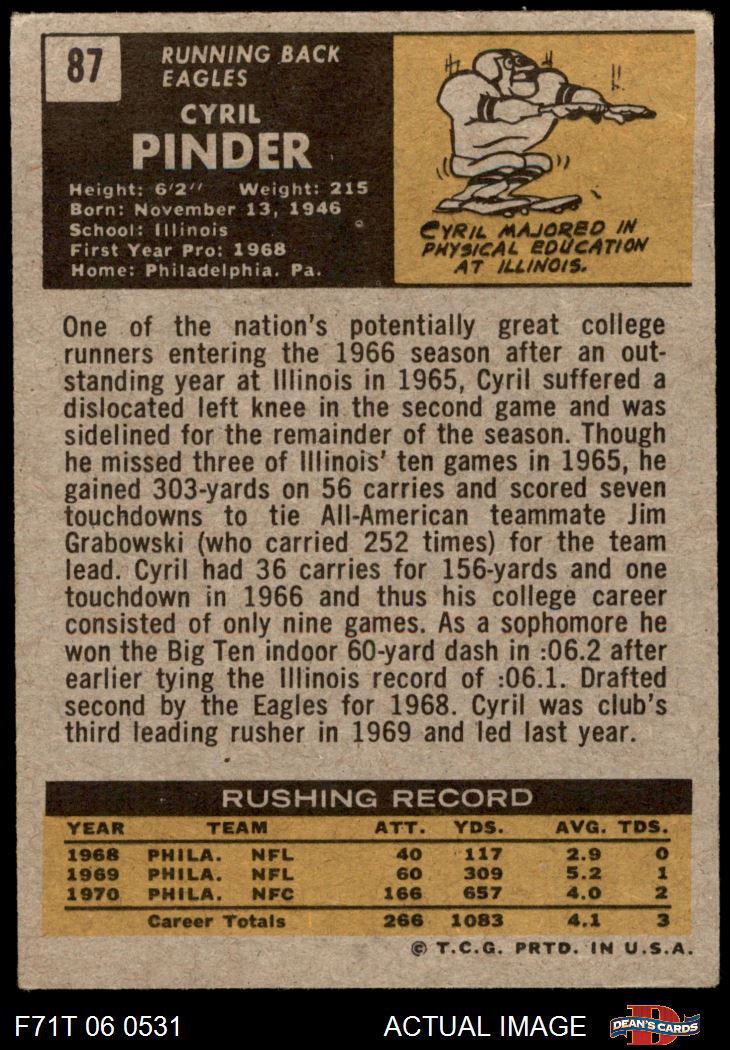 87
RUNNING BACK
EAGLES
CYRIL
PINDER
Height: 6'2" Weight: 215
Born: November 13, 1946
School: Illinois
First Year Pro: 1968
Home: Philadelphia, Pa.
CYRIL MAJORED IN
PHYSICAL EDUCATION
AT ILLINOIS.
One of the nation's potentially great college
runners entering the 1966 season after an out-
standing year at Illinois in 1965, Cyril suffered a
dislocated left knee in the second game and was
sidelined for the remainder of the season. Though
he missed three of Illinois' ten games in 1965, he
gained 303-yards on 56 carries and scored seven
touchdowns to tie All-American teammate Jim
Grabowski (who carried 252 times) for the team
lead. Cyril had 36 carries for 156-yards and one
touchdown in 1966 and thus his college career
consisted of only nine games. As a sophomore he
won the Big Ten indoor 60-yard dash in :06.2 after
earlier tying the Illinois record of :06.1. Drafted
second by the Eagles for 1968. Cyril was club's
third leading rusher in 1969 and led last year.
RUSHING RECORD
YEAR TEAM ATT. YDS. AVG. TDS.
1968 PHILA. NFL 40 117 2.9 0
1969 PHILA. NFL 60 309 5.2 1
1970 PHILA. NFC 166 657 4.0 2
Career Totals 266 1083 4.1 3
© T.C.G. PRTD. IN U.S.A.
F71T 06 0531 ACTUAL IMAGE D DEAN'S CARDS